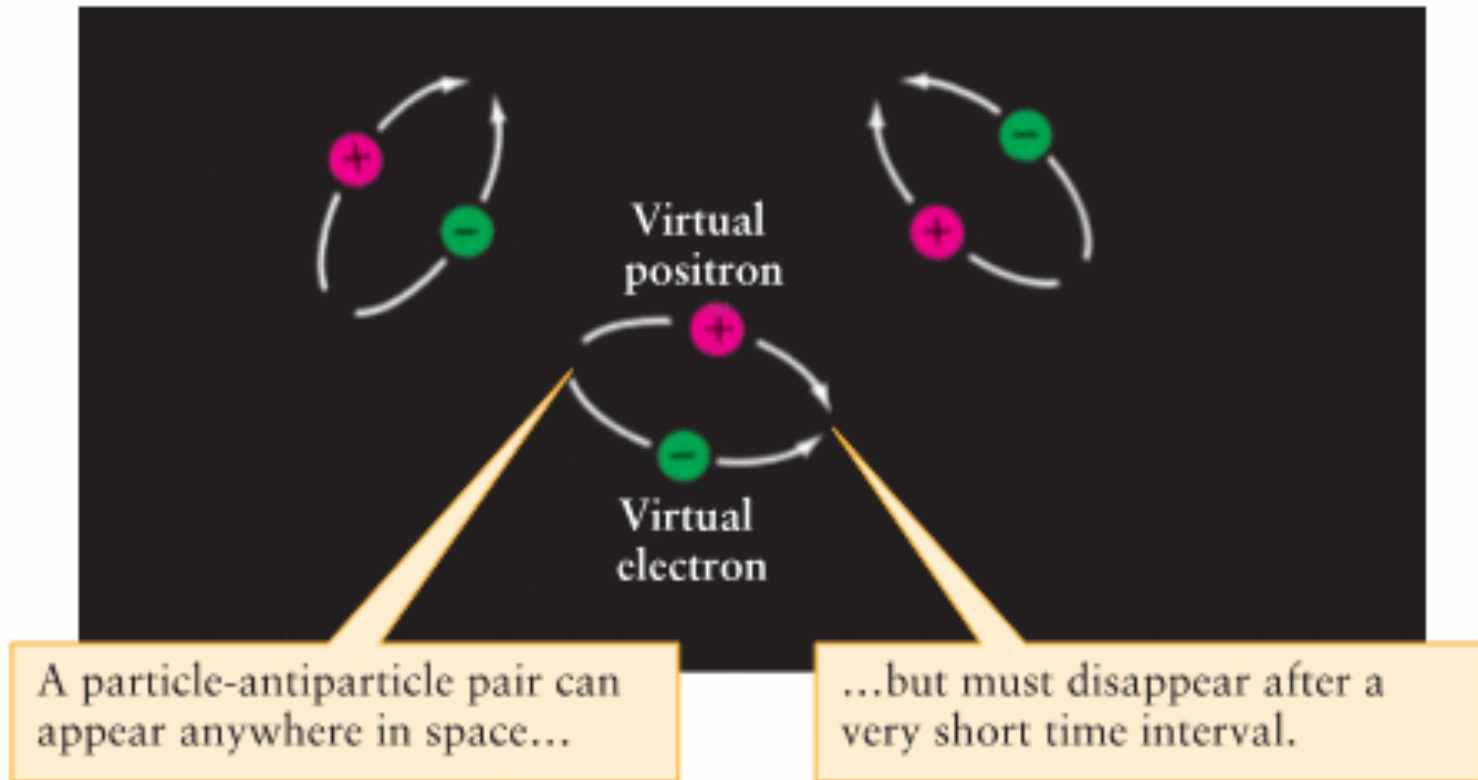 +
−
−
+
Virtual
positron
+
−
Virtual
electron
A particle-antiparticle pair can
appear anywhere in space...
...but must disappear after a
very short time interval.